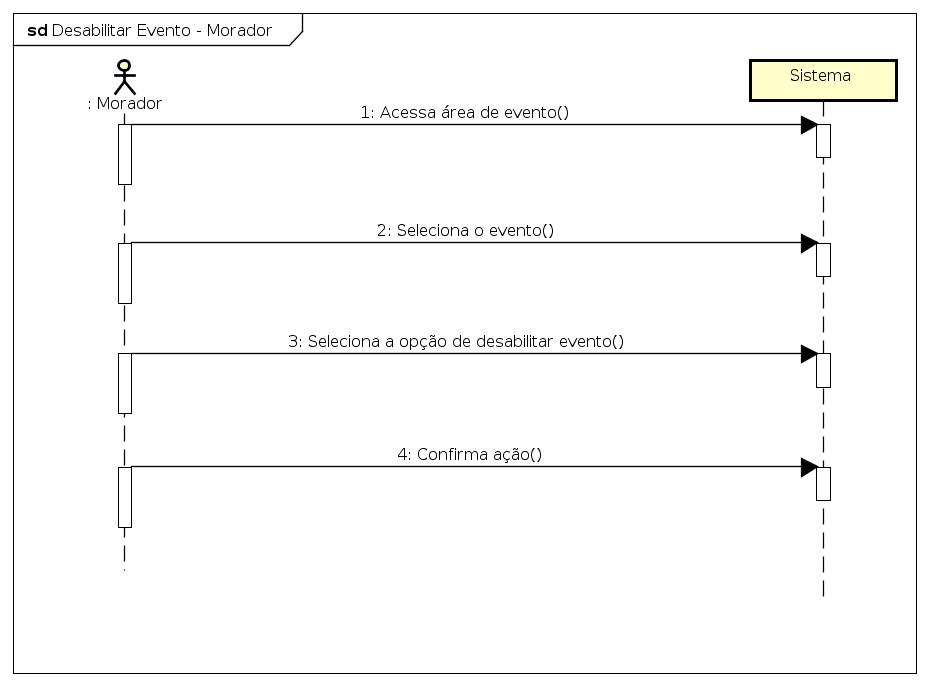 sd Desabilitar Evento - Morador
: Morador
Sistema
1: Acessa área de evento()
2: Seleciona o evento()
3: Seleciona a opção de desabilitar evento()
4: Confirma ação()